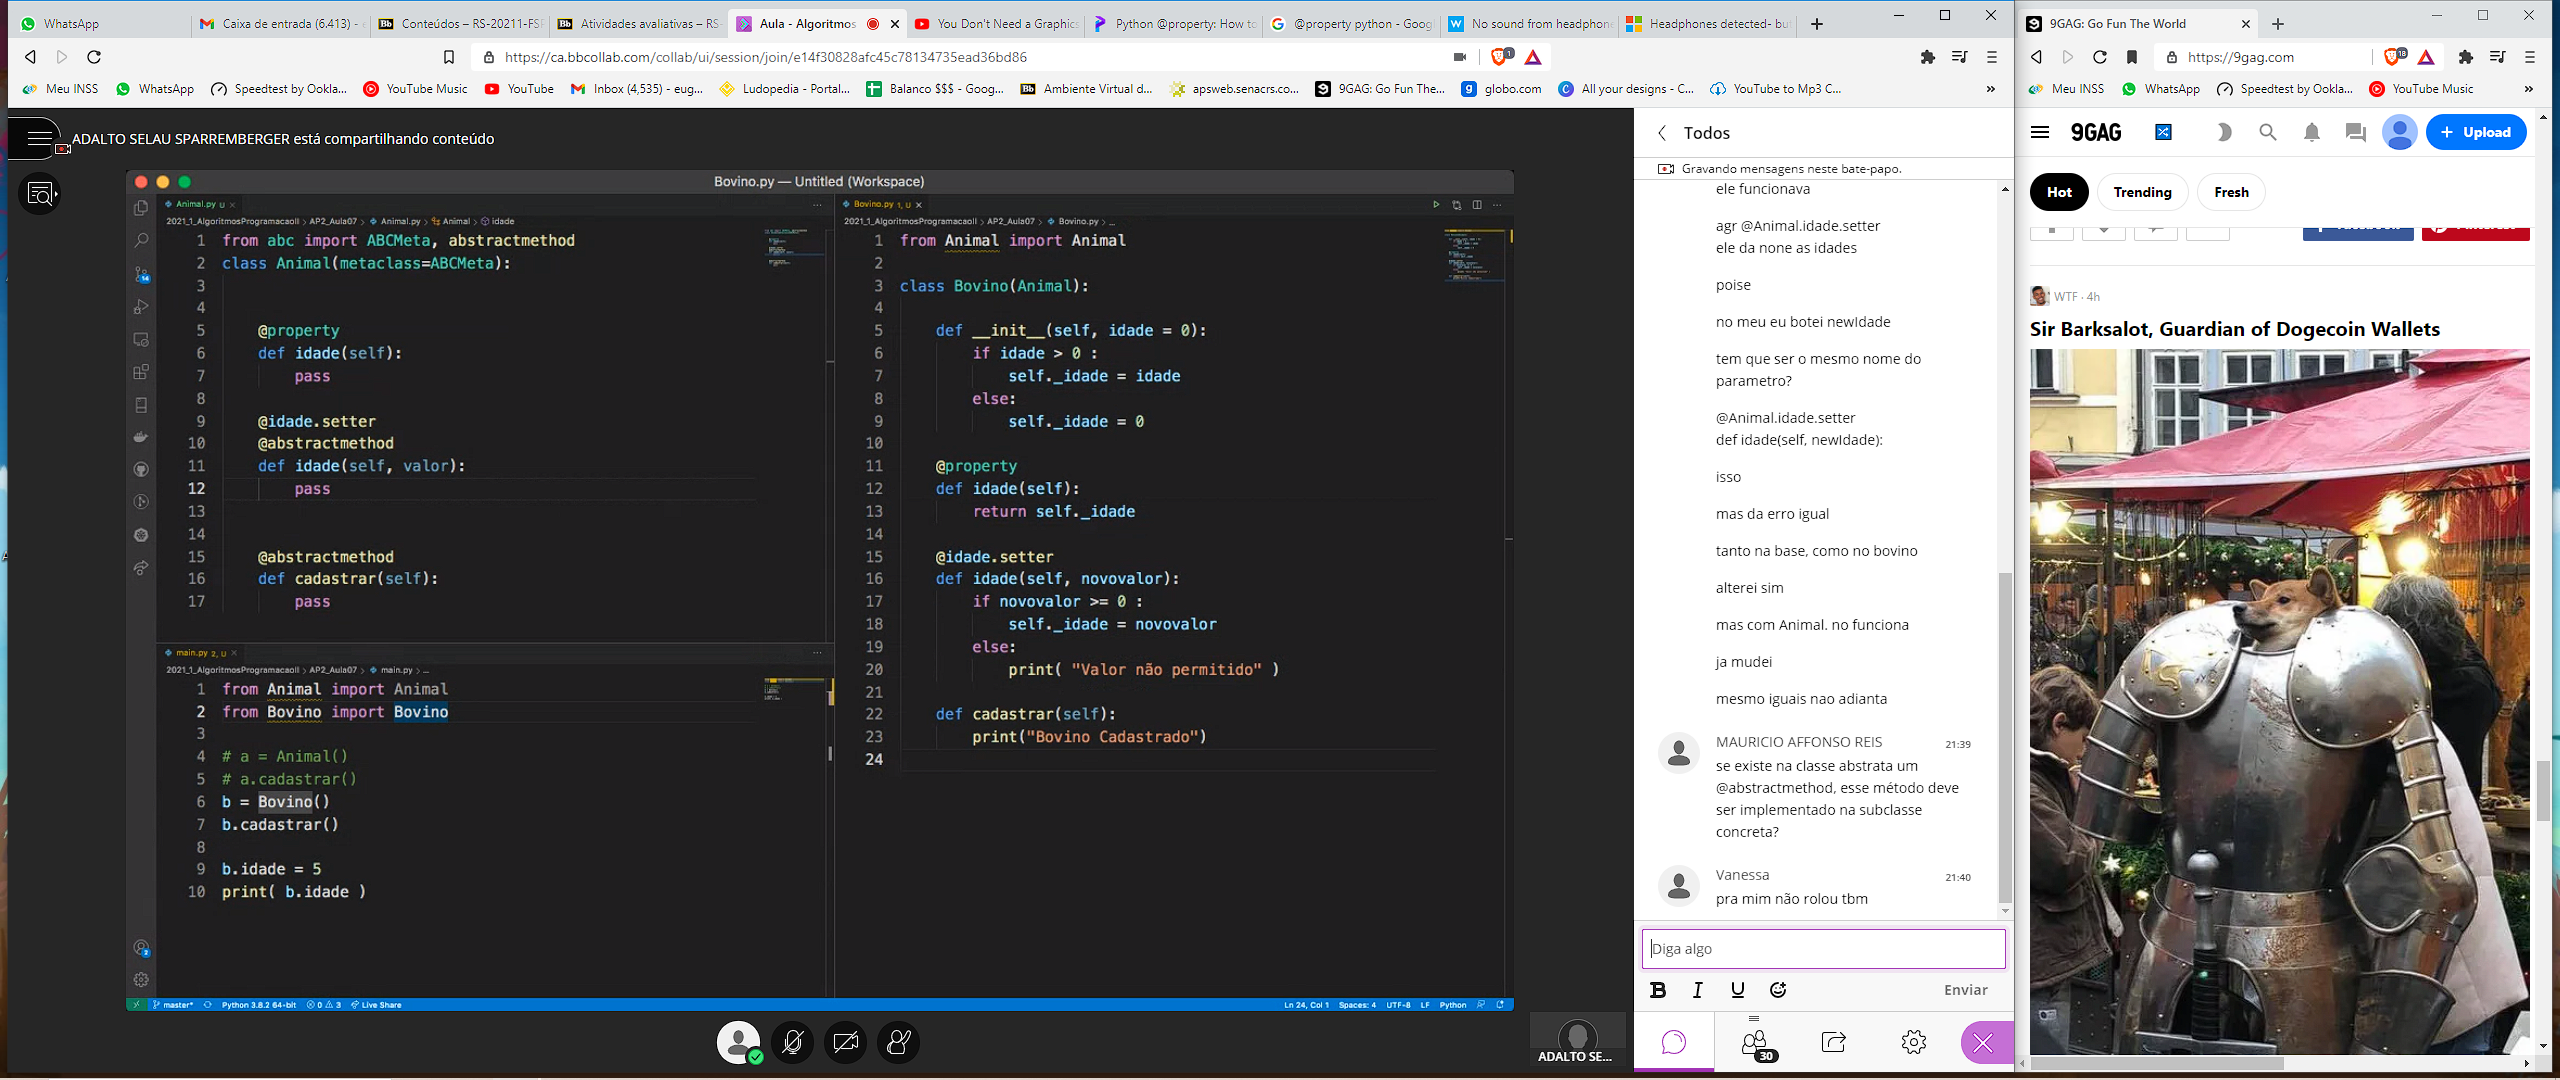 WhatsApp
Caixa de entrada (6.413) -
Conteúdos – RS-20211-FSF
Atividades avaliativas – RS-
Aula - Algoritmos
You Don't Need a Graphics
Python @property: How to
@property python - Goog
No sound from headphone
Headphones detected- bu
https://ca.bbcollab.com/collab/ui/session/join/e14f30828afc45c78134735ead36bd86
1
Meu INSS
WhatsApp
Speedtest by Ookla...
YouTube Music
YouTube
Inbox (4,535) - eug...
Ludopedia - Portal...
Balanco $$$ - Goog...
Ambiente Virtual d...
apsweb.senacrs.co...
9GAG: Go Fun The...
globo.com
All your designs - C...
YouTube to Mp3 C...
»
ADALTO SELAU SPARREMBERGER está compartilhando conteúdo
Bovino.py — Untitled (Workspace)
Animal.py U
2021_1_AlgoritmosProgramacaoII > AP2_Aula07 > Animal.py > Animal > idade
1 from abc import ABCMeta, abstractmethod
2 class Animal(metaclass=ABCMeta):
3
4
5 @property
6 def idade(self):
7 pass
8
9 @idade.setter
10 @abstractmethod
11 def idade(self, valor):
12 pass
13
14
15 @abstractmethod
16 def cadastrar(self):
17 pass
main.py 2, U
2021_1_AlgoritmosProgramacaoII > AP2_Aula07 > main.py > ...
1 from Animal import Animal
2 from Bovino import Bovino
3
4 # a = Animal()
5 # a.cadastrar()
6 b = Bovino()
7 b.cadastrar()
8
9 b.idade = 5
10 print( b.idade )
Bovino.py 1, U
2021_1_AlgoritmosProgramacaoII > AP2_Aula07 > Bovino.py > ...
1 from Animal import Animal
2
3 class Bovino(Animal):
4
5 def __init__(self, idade = 0):
6 if idade > 0 :
7 self._idade = idade
8 else:
9 self._idade = 0
10
11 @property
12 def idade(self):
13 return self._idade
14
15 @idade.setter
16 def idade(self, novovalor):
17 if novovalor >= 0 :
18 self._idade = novovalor
19 else:
20 print( "Valor não permitido" )
21
22 def cadastrar(self):
23 print("Bovino Cadastrado")
24
master* Python 3.8.2 64-bit 0 3 Live Share
Ln 24, Col 1 Spaces: 4 UTF-8 LF Python
ADALTO SE...
Todos
Gravando mensagens neste bate-papo.
ele funcionava
agr @Animal.idade.setter
ele da none as idades
poise
no meu eu botei newIdade
tem que ser o mesmo nome do
parametro?
@Animal.idade.setter
def idade(self, newIdade):
isso
mas da erro igual
tanto na base, como no bovino
alterei sim
mas com Animal. no funciona
ja mudei
mesmo iguais nao adianta
MAURICIO AFFONSO REIS 21:39
se existe na classe abstrata um
@abstractmethod, esse método deve
ser implementado na subclasse
concreta?
Vanessa 21:40
pra mim não rolou tbm
Diga algo
B I U
Enviar
30
9GAG: Go Fun The World
https://9gag.com
18
Meu INSS
WhatsApp
Speedtest by Ookla...
YouTube Music
»
9GAG
+ Upload
Hot
Trending
Fresh
WTF · 4h
Sir Barksalot, Guardian of Dogecoin Wallets